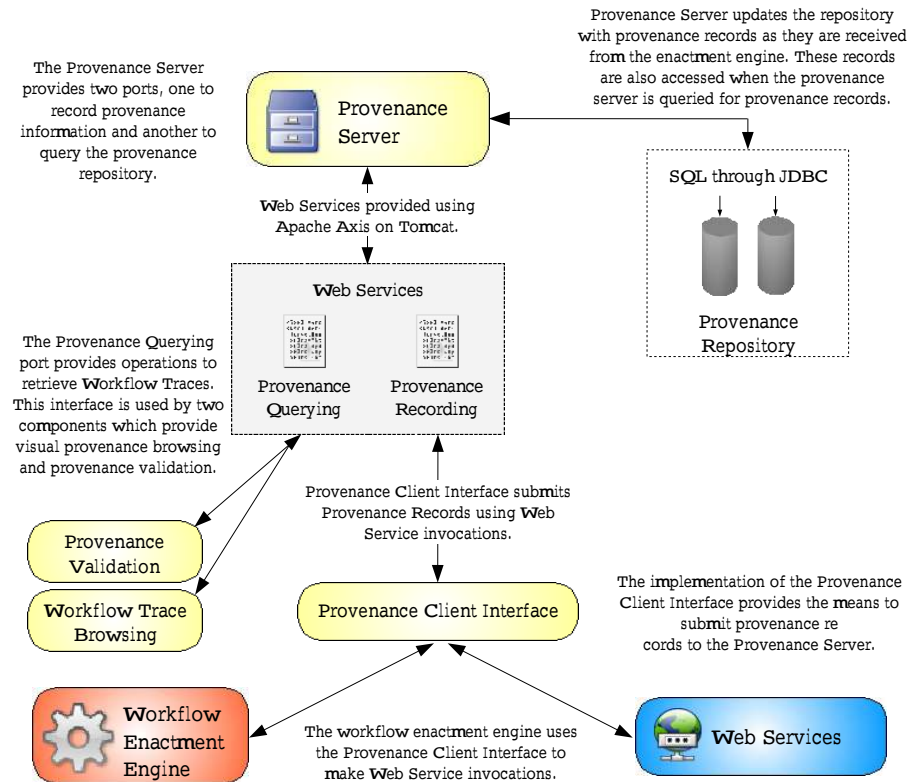 Provenance Server updates the repository
with provenance records as they are received
from the enactment engine. These records
are also accessed when the provenance
server is queried for provenance records.
The Provenance Server
provides two ports, one to
record provenance
information and another to
query the provenance
repository.
Provenance
Server
SQL through JDBC
Provenance
Repository
Web Services provided using
Apache Axis on Tomcat.
Web Services
Provenance
Querying
Provenance
Recording
The Provenance Querying
port provides operations to
retrieve Workflow Traces.
This interface is used by two
components which provide
visual provenance browsing
and provenance validation.
Provenance Client Interface submits
Provenance Records using Web
Service invocations.
Provenance
Validation
Workflow Trace
Browsing
Provenance Client Interface
The implementation of the Provenance
Client Interface provides the means to
submit provenance re
cords to the Provenance Server.
Workflow
Enactment
Engine
The workflow enactment engine uses
the Provenance Client Interface to
make Web Service invocations.
Web Services